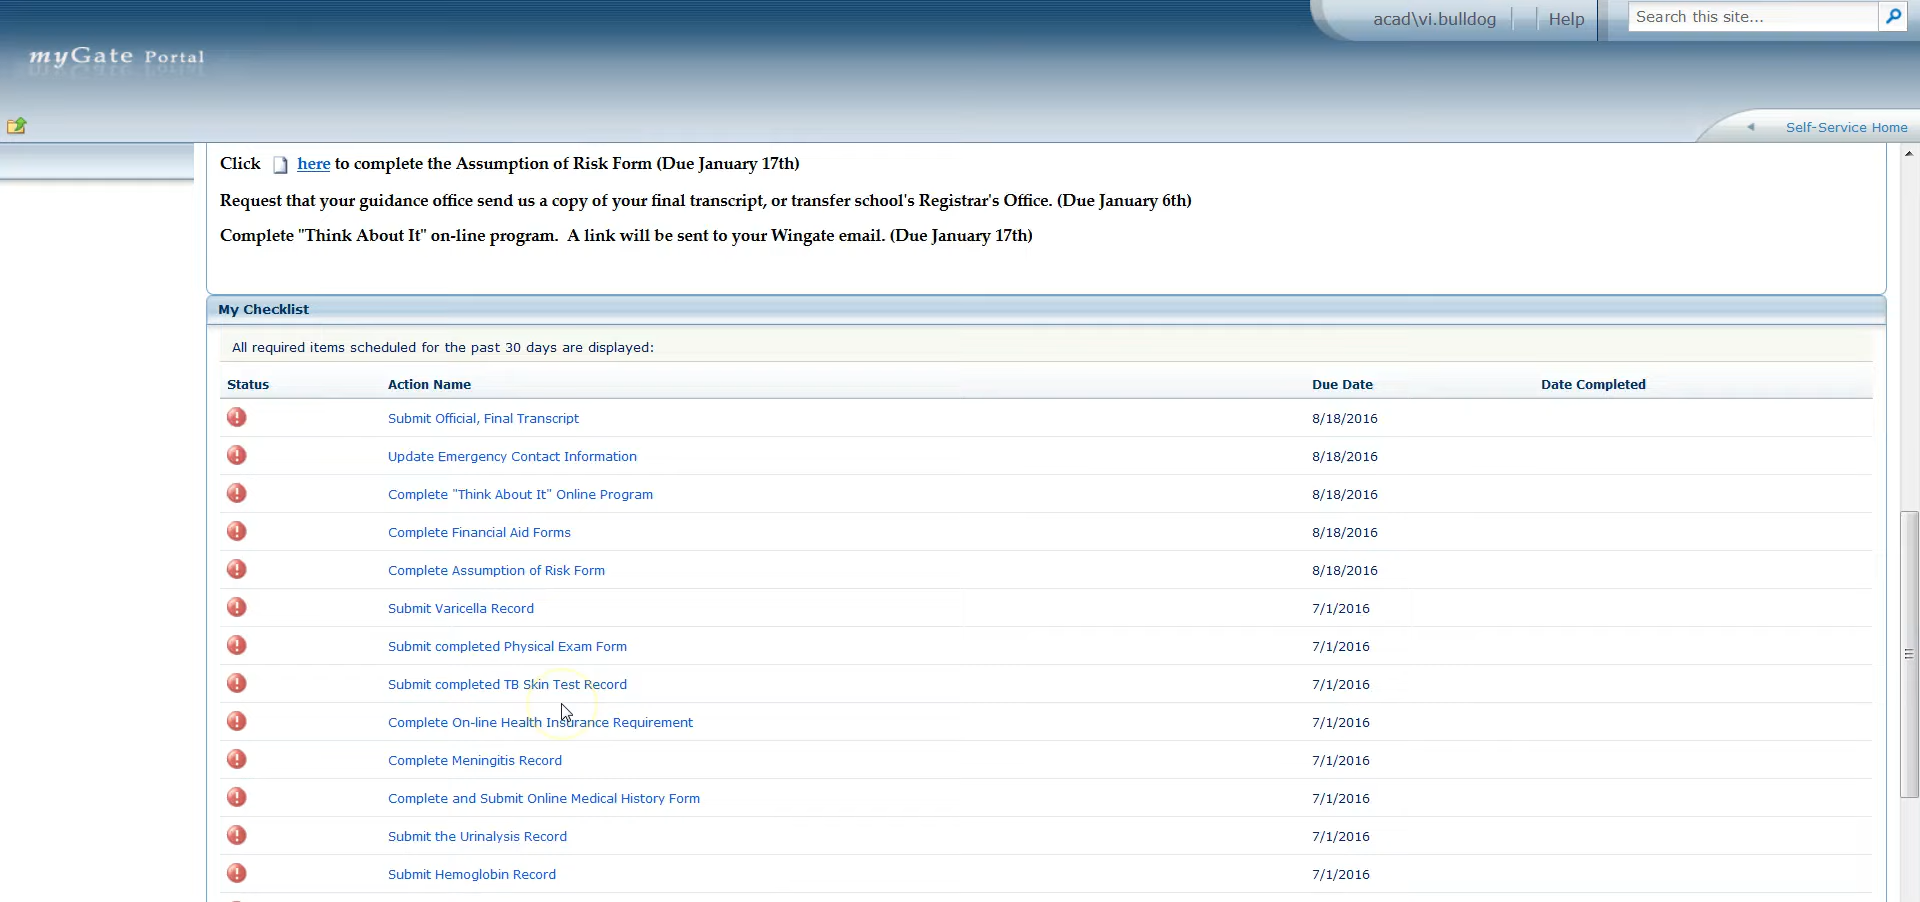 acad\vi.bulldog Help Search this site...
myGate Portal
Self-Service Home
Click here to complete the Assumption of Risk Form (Due January 17th)
Request that your guidance office send us a copy of your final transcript, or transfer school's Registrar's Office. (Due January 6th)
Complete "Think About It" on-line program.  A link will be sent to your Wingate email. (Due January 17th)
My Checklist
All required items scheduled for the past 30 days are displayed:
Status Action Name Due Date Date Completed
Submit Official, Final Transcript 8/18/2016
Update Emergency Contact Information 8/18/2016
Complete "Think About It" Online Program 8/18/2016
Complete Financial Aid Forms 8/18/2016
Complete Assumption of Risk Form 8/18/2016
Submit Varicella Record 7/1/2016
Submit completed Physical Exam Form 7/1/2016
Submit completed TB Skin Test Record 7/1/2016
Complete On-line Health Insurance Requirement 7/1/2016
Complete Meningitis Record 7/1/2016
Complete and Submit Online Medical History Form 7/1/2016
Submit the Urinalysis Record 7/1/2016
Submit Hemoglobin Record 7/1/2016